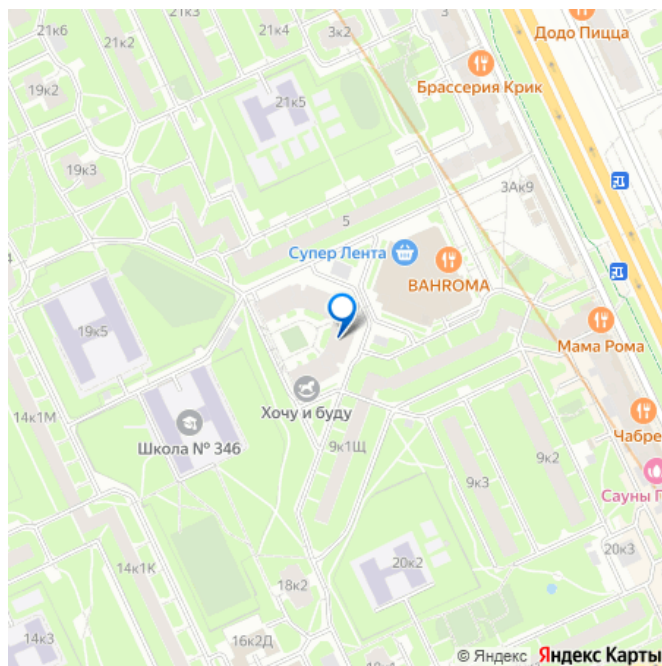 21к6
21к3
21к2
21к4
3к2
3
Додо Пицца
Брассерия Крик
19к2
21к5
19к3
3Ак9
5
Супер Лента
BAHROMA
19к5
Мама Рома
Хочу и буду
14к1М
Школа № 346
9к1Щ
9к2
Чабре
9к3
Сауны Г
20к3
14к1К
20к2
18к2
14к3
16к2Д
© Яндекс Яндекс Карты